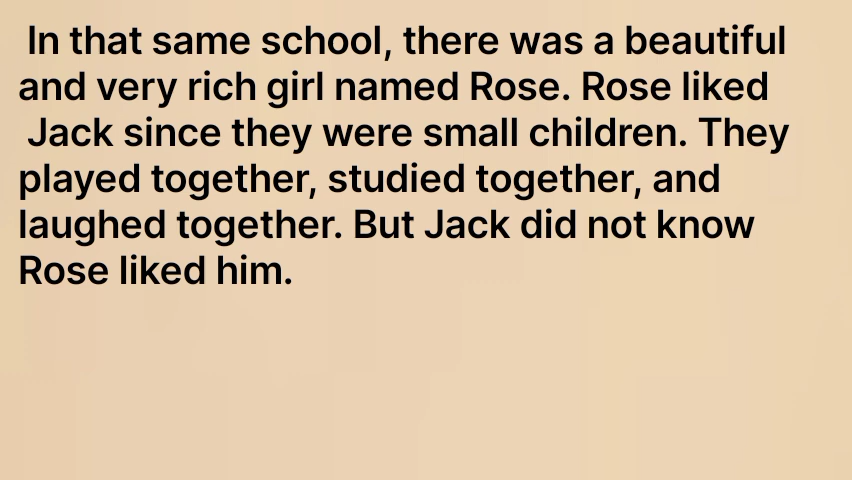 In that same school, there was a beautiful
and very rich girl named Rose. Rose liked
Jack since they were small children. They
played together, studied together, and
laughed together. But Jack did not know
Rose liked him.